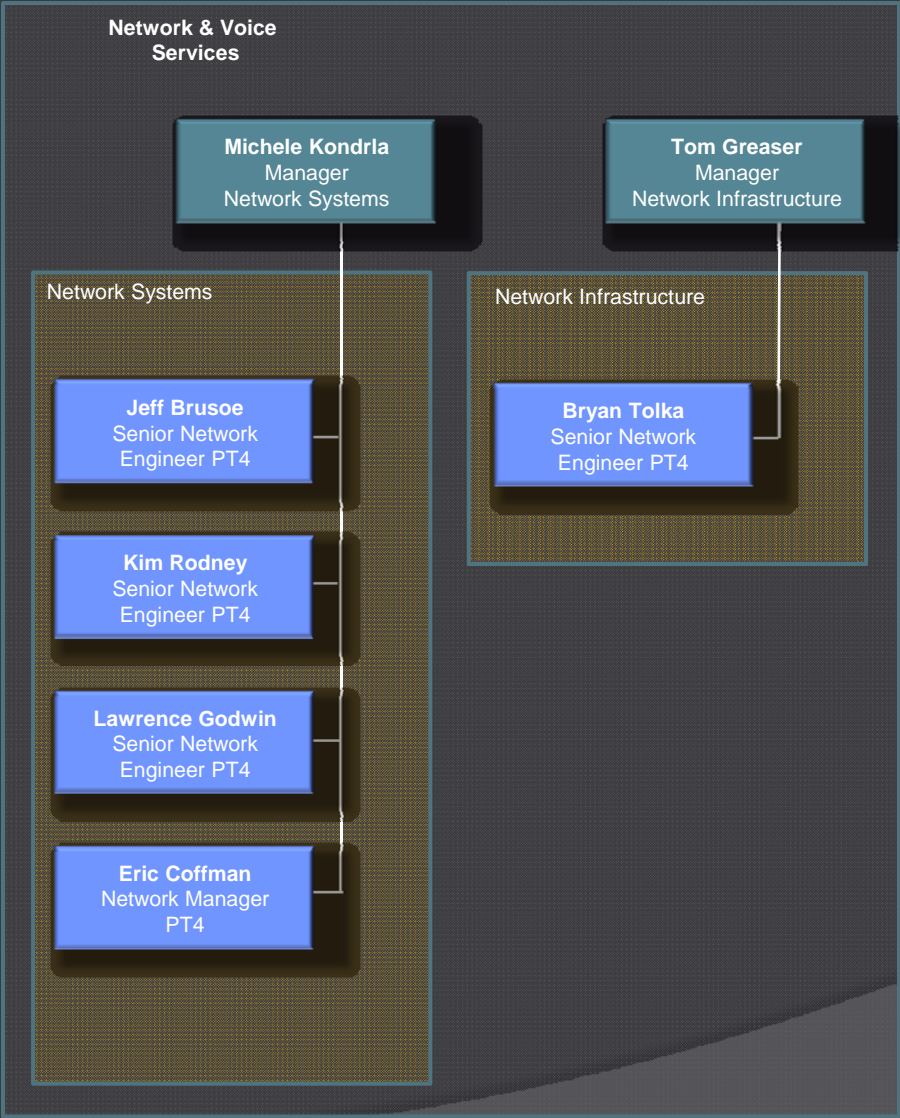 Network & Voice
Services
Michele Kondrla
Manager
Network Systems
Tom Greaser
Manager
Network Infrastructure
Network Systems
Jeff Brusoe
Senior Network
Engineer PT4
Kim Rodney
Senior Network
Engineer PT4
Lawrence Godwin
Senior Network
Engineer PT4
Eric Coffman
Network Manager
PT4
Network Infrastructure
Bryan Tolka
Senior Network
Engineer PT4